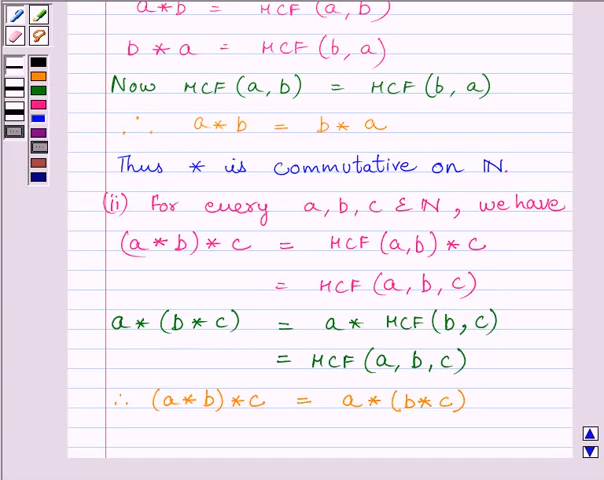 a * b = HCF (a, b)
b * a = HCF (b, a)
Now HCF (a, b) = HCF (b, a)
∴ a * b = b * a
Thus * is commutative on N.
(ii) For every a, b, c ε N, we have
(a * b) * c = HCF (a,b) * c
= HCF (a, b, c)
a * (b * c) = a * HCF (b, c)
= HCF (a, b, c)
∴ (a * b) * c = a * (b * c)